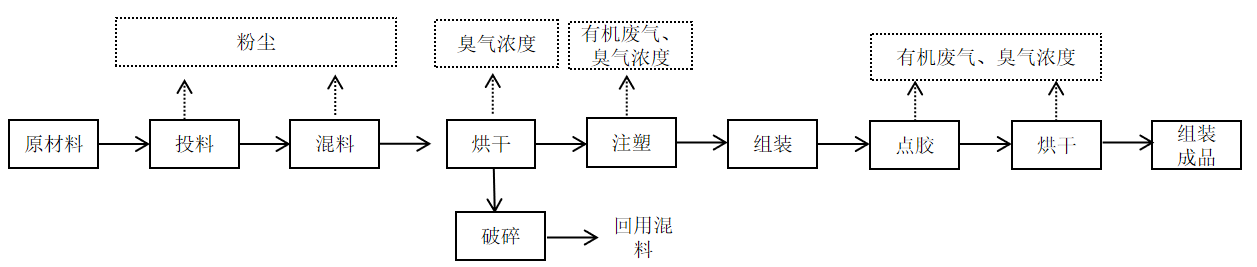 粉尘
臭气浓度
有机废气、
臭气浓度
有机废气、臭气浓度
原材料
投料
混料
烘干
注塑
组装
点胶
烘干
组装
成品
破碎
回用混
料